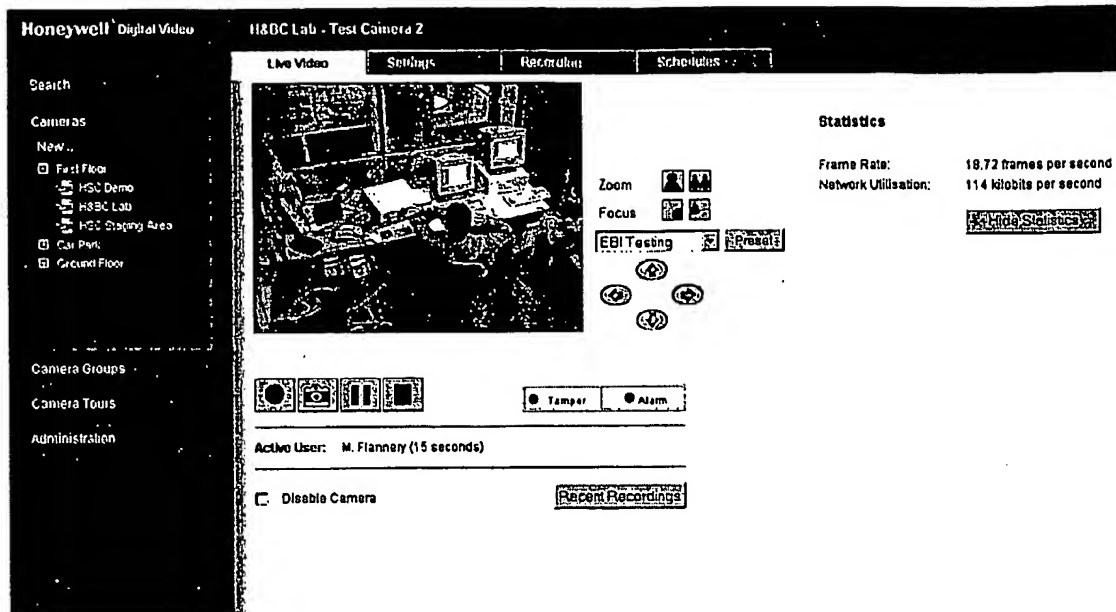 Honeywell Digital Video
H&BC Lab - Test Camera 2
Live Video
Settings
Recording
Schedules
Search
Cameras
New...
First Floor
HSC Demo
H&BC Lab
HSC Staging Area
Car Park
Ground Floor
Camera Groups
Camera Tours
Administration
Zoom
Focus
EBI Testing
Preset
Statistics
Frame Rate: 18.72 frames per second
Network Utilisation: 114 kilobits per second
Hide Statistics
Tamper
Alarm
Active User: M. Flannery (15 seconds)
Disable Camera
Recent Recordings